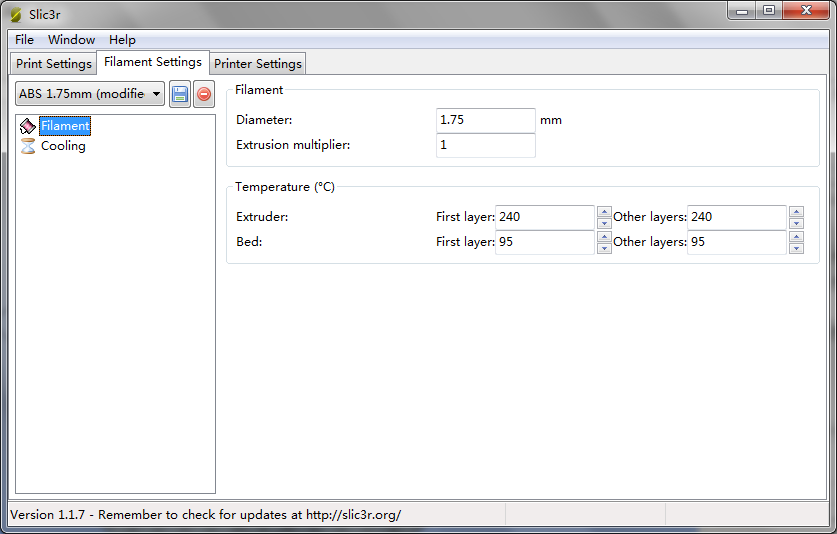 Slic3r
File Window Help
Print Settings Filament Settings Printer Settings
ABS 1.75mm (modifie
Filament
Cooling
Filament
Diameter: 1.75 mm
Extrusion multiplier: 1
Temperature (°C)
Extruder: First layer: 240 Other layers: 240
Bed: First layer: 95 Other layers: 95
Version 1.1.7 - Remember to check for updates at http://slic3r.org/